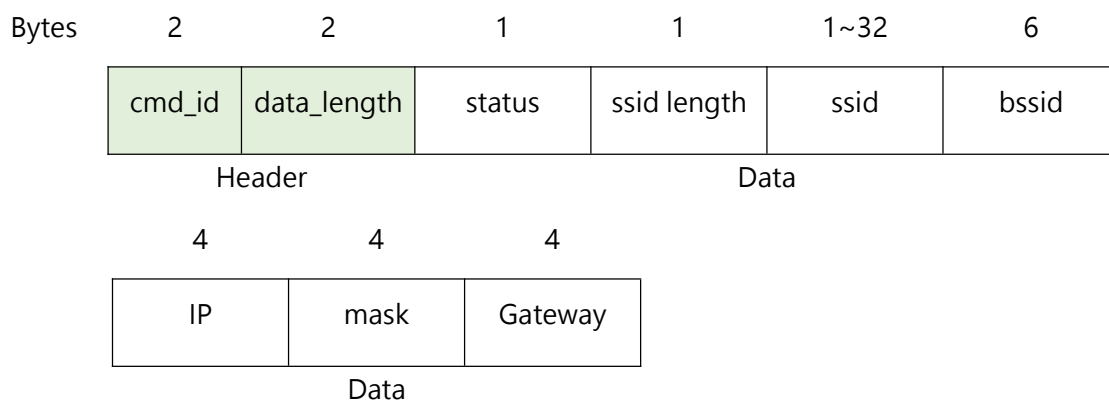 Bytes 2 2 1 1 1~32 6
cmd_id data_length status ssid length ssid bssid
Header Data
4 4 4
IP mask Gateway
Data